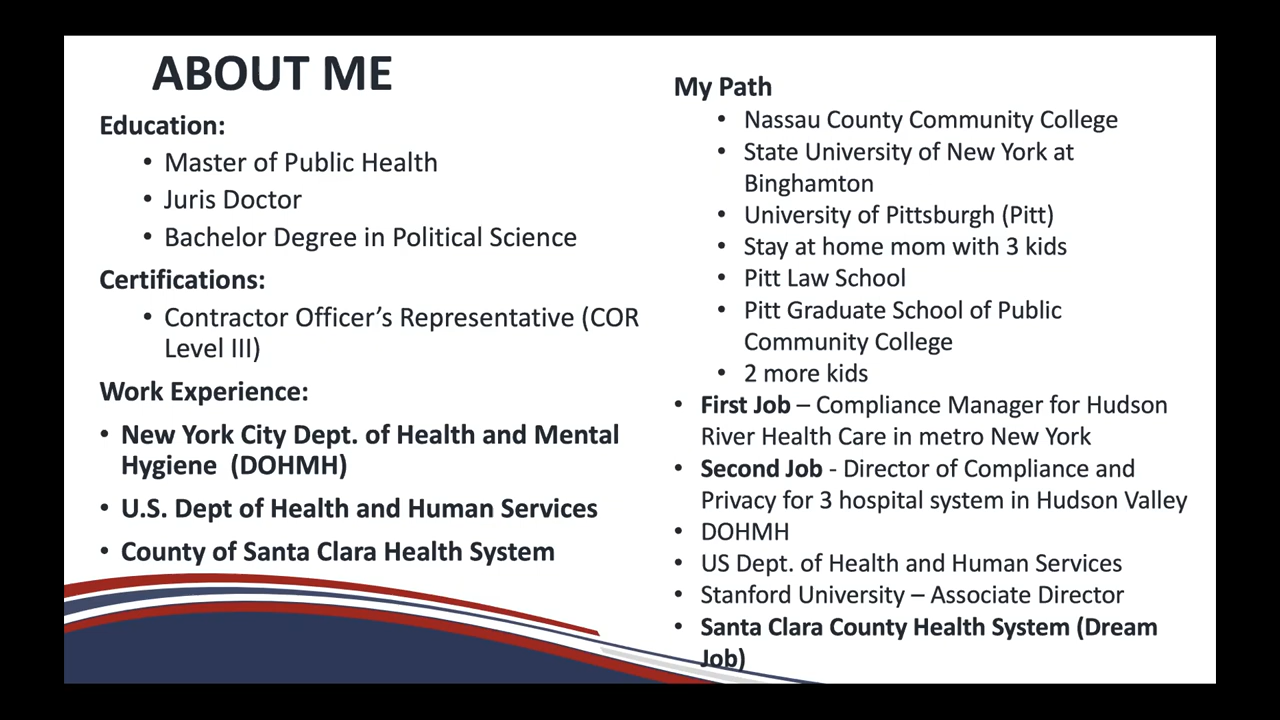 ABOUT ME
Education:
• Master of Public Health
• Juris Doctor
• Bachelor Degree in Political Science
Certifications:
• Contractor Officer’s Representative (COR
Level III)
Work Experience:
• New York City Dept. of Health and Mental
Hygiene (DOHMH)
• U.S. Dept of Health and Human Services
• County of Santa Clara Health System
My Path
• Nassau County Community College
• State University of New York at
Binghamton
• University of Pittsburgh (Pitt)
• Stay at home mom with 3 kids
• Pitt Law School
• Pitt Graduate School of Public
Community College
• 2 more kids
• First Job – Compliance Manager for Hudson
River Health Care in metro New York
• Second Job - Director of Compliance and
Privacy for 3 hospital system in Hudson Valley
• DOHMH
• US Dept. of Health and Human Services
• Stanford University – Associate Director
• Santa Clara County Health System (Dream
Job)